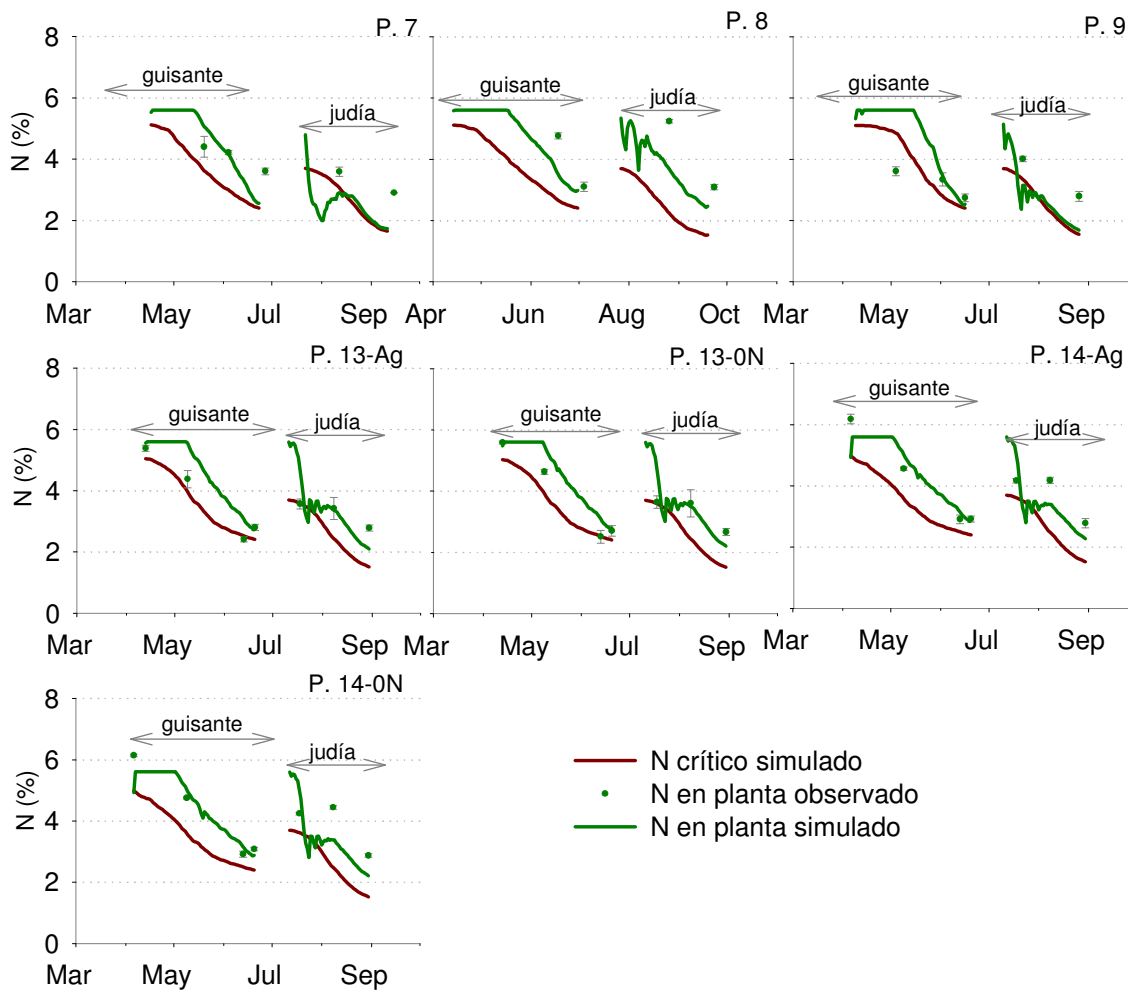 P. 7
P. 8
P. 9
8
6
4
2
0
N (%)
guisante
judía
guisante
judía
guisante
judía
Mar May Jul Sep Apr Jun Aug Oct Mar May Jul Sep
P. 13-Ag
P. 13-0N
P. 14-Ag
8
6
4
2
0
N (%)
guisante
judía
guisante
judía
guisante
judía
Mar May Jul Sep Mar May Jul Sep Mar May Jul Sep
P. 14-0N
8
6
4
2
0
N (%)
guisante
judía
Mar May Jul Sep
N crítico simulado
N en planta observado
N en planta simulado